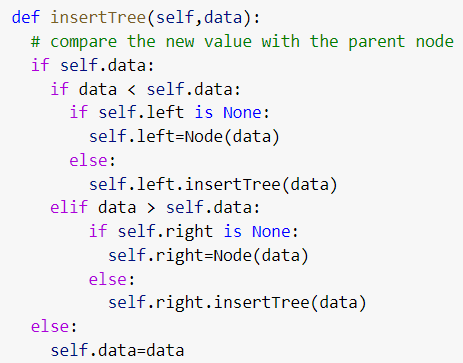 def insertTree(self,data):
  # compare the new value with the parent node
  if self.data:
    if data < self.data:
      if self.left is None:
        self.left=Node(data)
      else:
        self.left.insertTree(data)
    elif data > self.data:
        if self.right is None:
          self.right=Node(data)
        else:
          self.right.insertTree(data)
  else:
    self.data=data